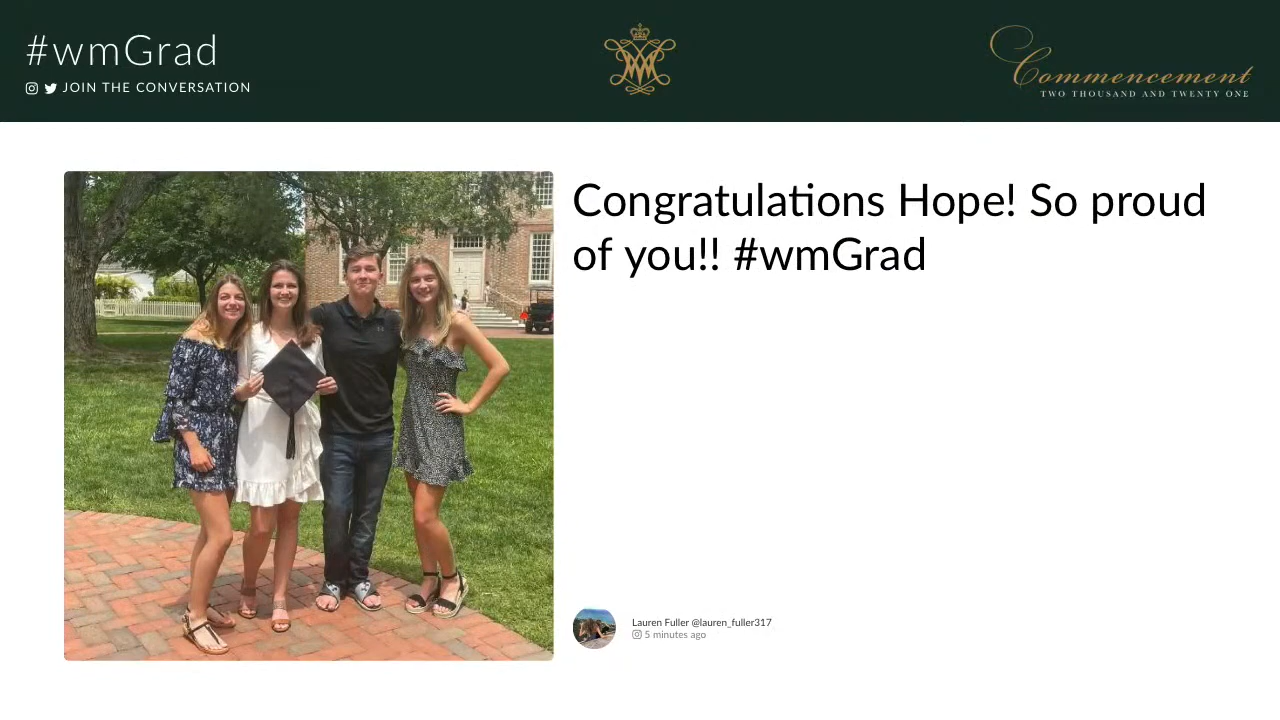 #wmGrad
JOIN THE CONVERSATION
Commencement
TWO THOUSAND AND TWENTY ONE
Congratulations Hope! So proud
of you!! #wmGrad
Lauren Fuller @lauren_fuller317
5 minutes ago